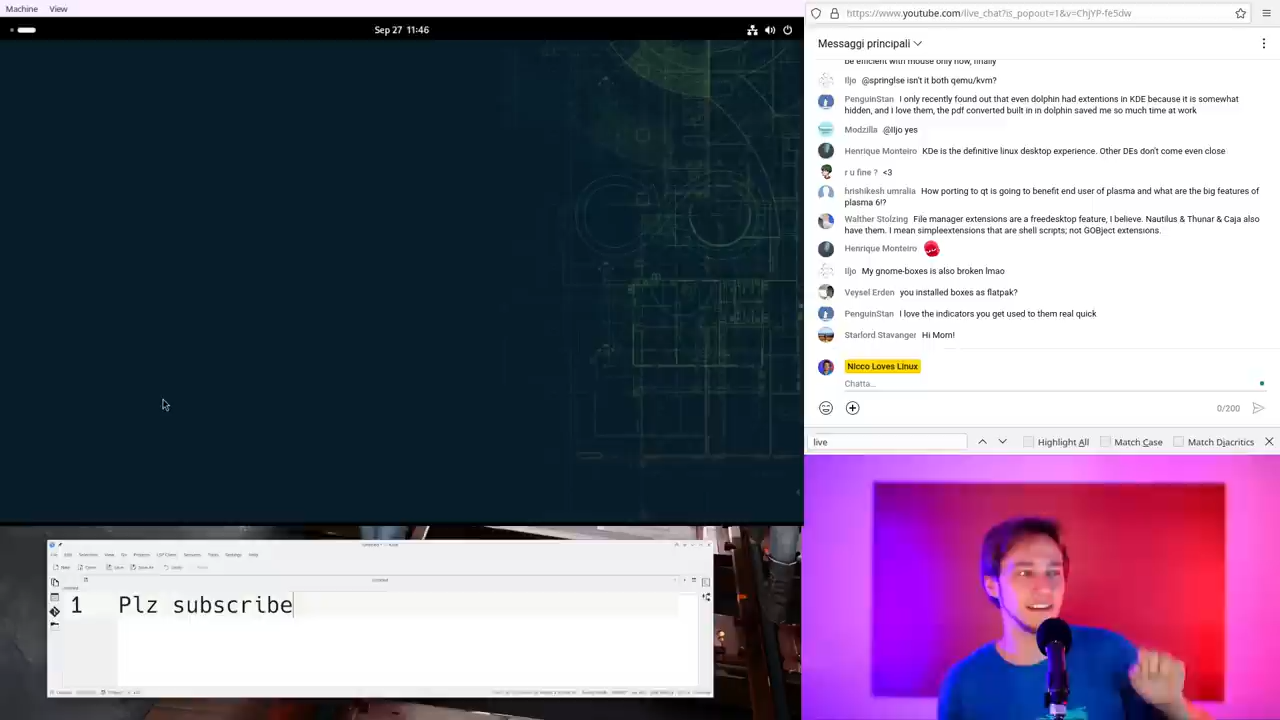 Machine View
Sep 27 11:46
https://www.youtube.com/live_chat?is_popout=1&v=ChjYP-fe5dw
Messaggi principali
be efficient with mouse only now, finally
Iljo @springlse isn't it both qemu/kvm?
PenguinStan I only recently found out that even dolphin had extentions in KDE because it is somewhat
hidden, and i love them, the pdf converted built in in dolphin saved me so much time at work
Modzilla @Iljo yes
Henrique Monteiro KDe is the definitive linux desktop experience. Other DEs don't come even close
r u fine ? <3
hrishikesh umralia How porting to qt is going to benefit end user of plasma and what are the big features of
plasma 6!?
Walther Stolzing File manager extensions are a freedesktop feature, I believe. Nautilus & Thunar & Caja also
have them. I mean simpleextensions that are shell scripts; not GOBject extensions.
Henrique Monteiro
Iljo My gnome-boxes is also broken lmao
Veysel Erden you installed boxes as flatpak?
PenguinStan I love the indicators you get used to them real quick
Starlord Stavanger Hi Mom!
Nicco Loves Linux
Chatta...
0/200
live Highlight All Match Case Match Diacritics
1 Plz subscribe